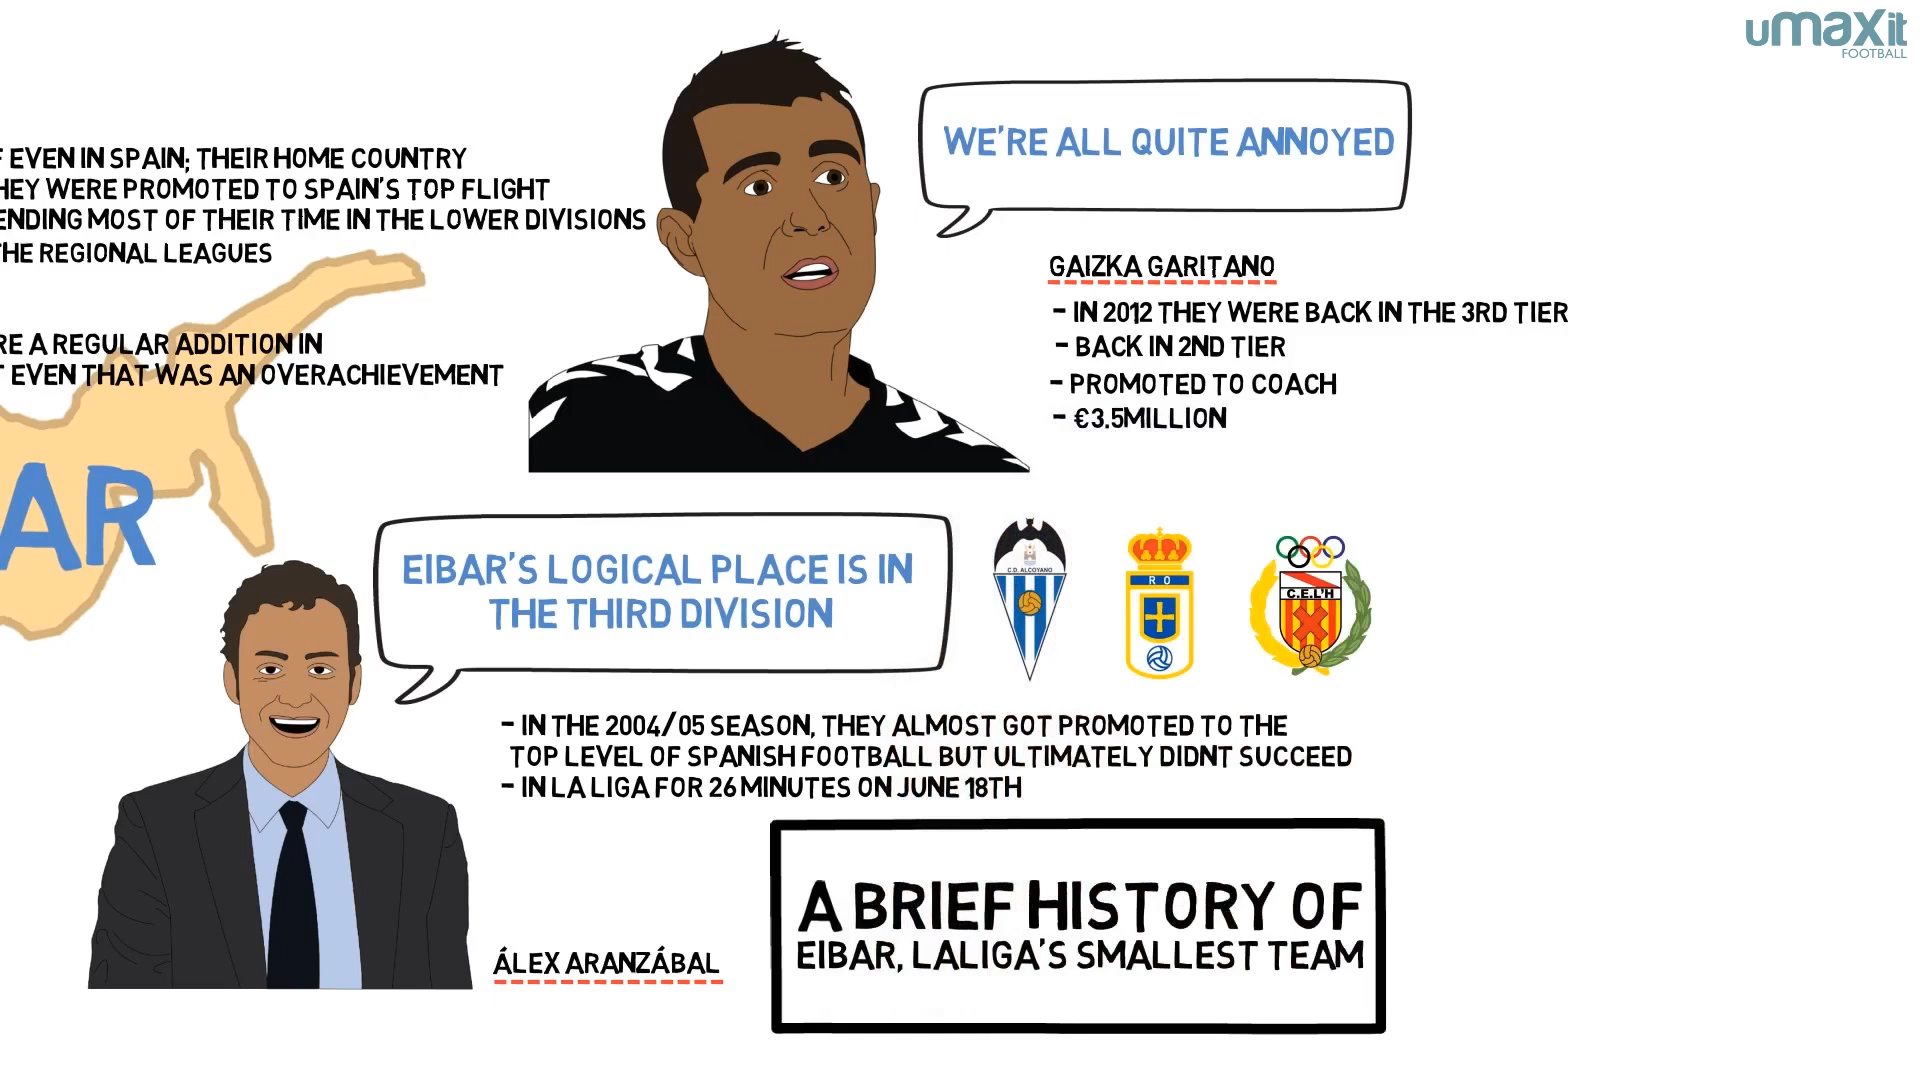 umaxit
FOOTBALL
EVEN IN SPAIN; THEIR HOME COUNTRY
THEY WERE PROMOTED TO SPAIN'S TOP FLIGHT
ENDING MOST OF THEIR TIME IN THE LOWER DIVISIONS
THE REGIONAL LEAGUES
RE A REGULAR ADDITION IN
T EVEN THAT WAS AN OVERACHIEVEMENT
AR
WE'RE ALL QUITE ANNOYED
GAIZKA GARITANO
- IN 2012 THEY WERE BACK IN THE 3RD TIER
- BACK IN 2ND TIER
- PROMOTED TO COACH
- €3.5MILLION
EIBAR'S LOGICAL PLACE IS IN
THE THIRD DIVISION
C.D. ALCOYANO
R O
C.E.L'H
- IN THE 2004/05 SEASON, THEY ALMOST GOT PROMOTED TO THE
TOP LEVEL OF SPANISH FOOTBALL BUT ULTIMATELY DIDNT SUCCEED
- IN LA LIGA FOR 26 MINUTES ON JUNE 18TH
ÁLEX ARANZÁBAL
A BRIEF HISTORY OF
EIBAR, LALIGA'S SMALLEST TEAM